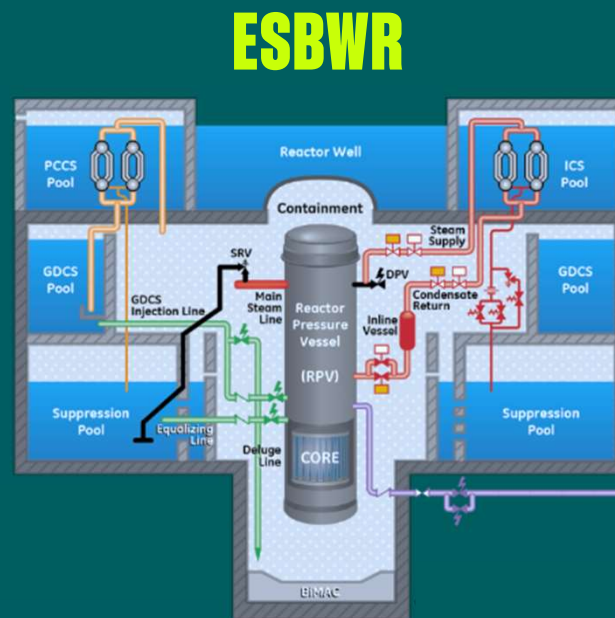 ESBWR
Reactor Well
PCCS
Pool
ICS
Pool
Containment
Steam
Supply
SRV
DPV
GDCS
Pool
GDCS
Injection Line
Main
Steam
Line
Reactor
Pressure
Vessel
(RPV)
Inline
Vessel
Condensate
Return
GDCS
Pool
Suppression
Pool
Equalizing
Line
Deluge
Line
CORE
Suppression
Pool
BiMAC